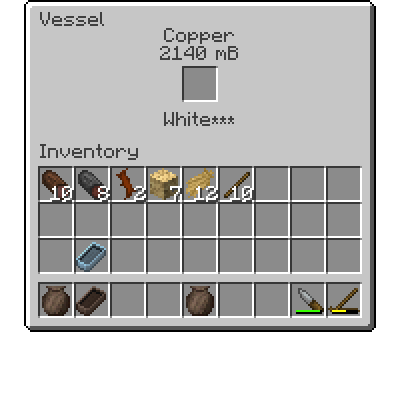 Vessel
Copper
2140 mB
White***
Inventory
10 8 2 7 12 10